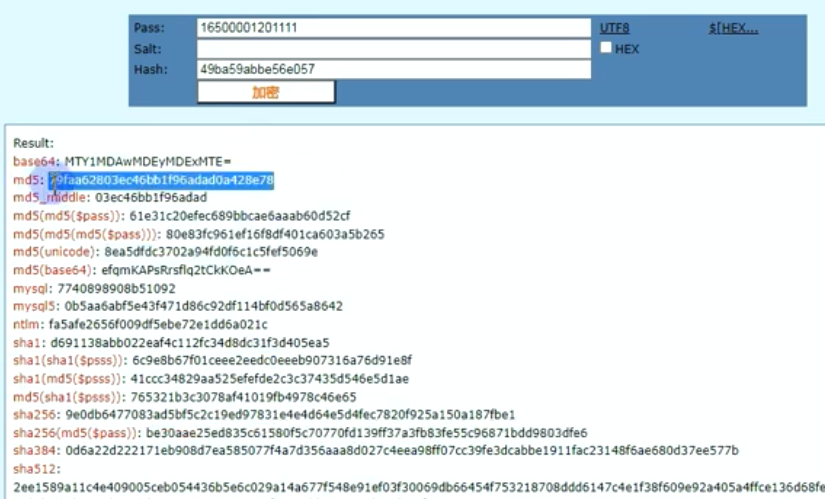 Pass: 16500001201111 UTF8 $[HEX...
Salt: HEX
Hash: 49ba59abbe56e057
加密
Result:
base64: MTY1MDAwMDEyMDExMTE=
md5: 79faa62803ec46bb1f96adad0a428e78
md5_middle: 03ec46bb1f96adad
md5(md5($pass)): 61e31c20efec689bbcae6aaab60d52cf
md5(md5(md5($pass))): 80e83fc961ef16f8df401ca603a5b265
md5(unicode): 8ea5dfdc3702a94fd0f6c1c5fef5069e
md5(base64): efqmKAPsRrsflq2tCkKOeA==
mysql: 7740898908b51092
mysql5: 0b5aa6abf5e43f471d86c92df114bf0d565a8642
ntlm: fa5afe2656f009df5ebe72e1dd6a021c
sha1: d691138abb022eaf4c112fc34d8dc31f3d405ea5
sha1(sha1($psss)): 6c9e8b67f01ceee2eedc0eeeb907316a76d91e8f
sha1(md5($psss)): 41ccc34829aa525efefde2c3c37435d546e5d1ae
md5(sha1($psss)): 765321b3c3078af41019fb4978c46e65
sha256: 9e0db6477083ad5bf5c2c19ed97831e4e4d64e5d4fec7820f925a150a187fbe1
sha256(md5($pass)): be30aae25ed835c61580f5c70770fd139ff37a3fb83fe55c96871bdd9803dfe6
sha384: 0d6a22d222171eb908d7ea585077f4a7d356aaa8d027c4eea98ff07cc39fe3dcabbe1911fac23148f6ae680d37ee577b
sha512:
2ee1589a11c4e409005ceb054436b5e6c029a14a677f548e91ef03f30069db66454f753218708ddd6147c4e1f38f609e92a405a4ffce136d68fe